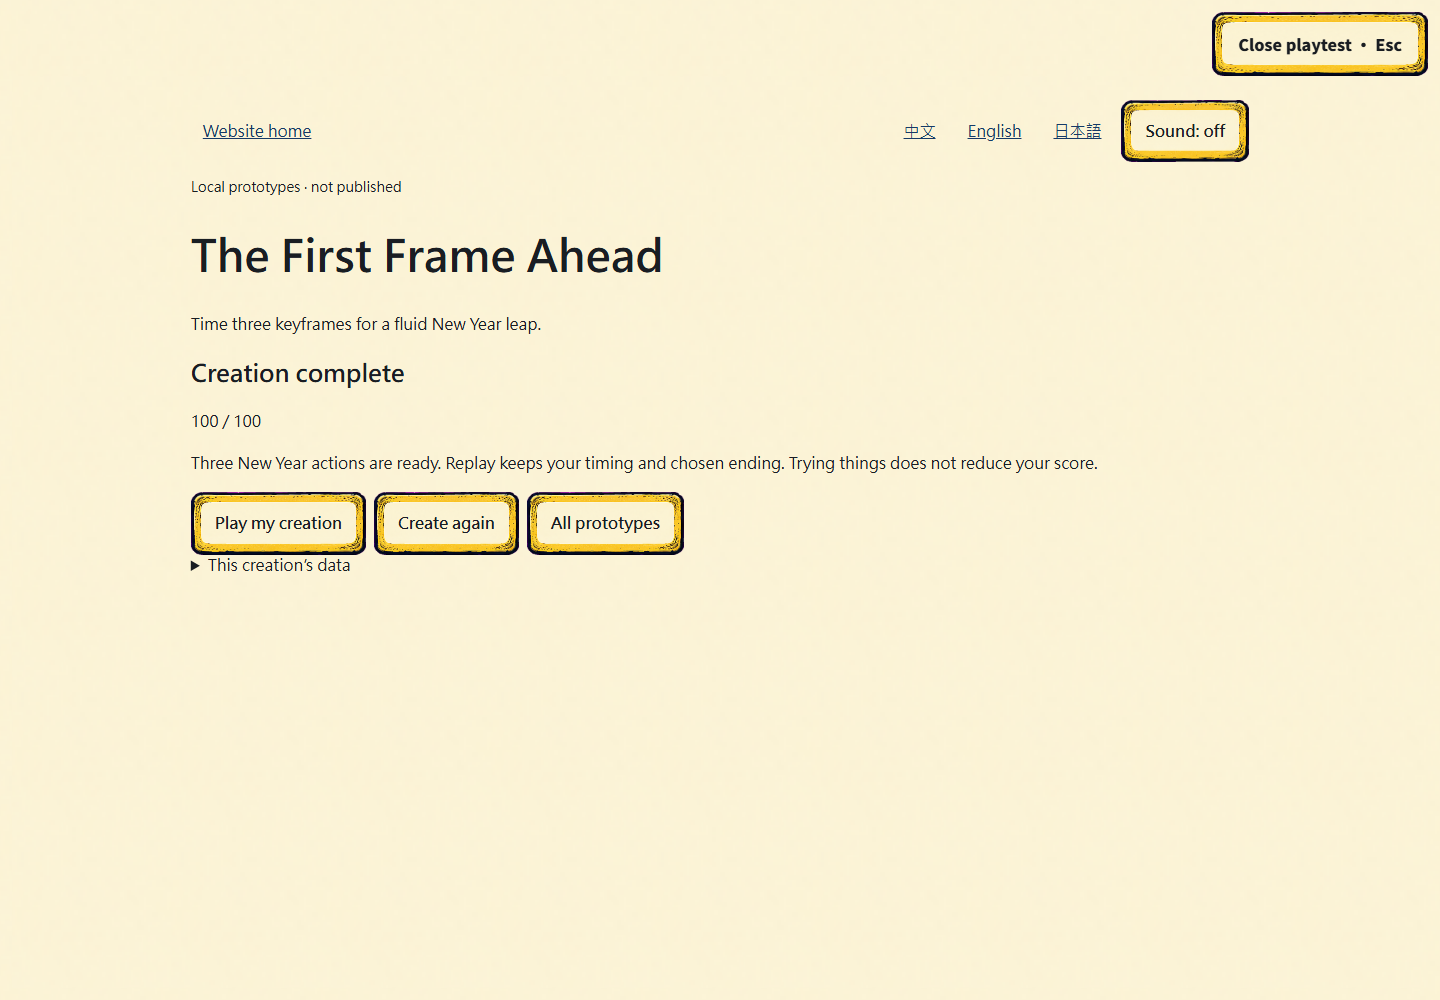 Close playtest • Esc
Website home
中文 English 日本語 Sound: off
Local prototypes · not published
The First Frame Ahead
Time three keyframes for a fluid New Year leap.
Creation complete
100 / 100
Three New Year actions are ready. Replay keeps your timing and chosen ending. Trying things does not reduce your score.
Play my creation Create again All prototypes
This creation’s data